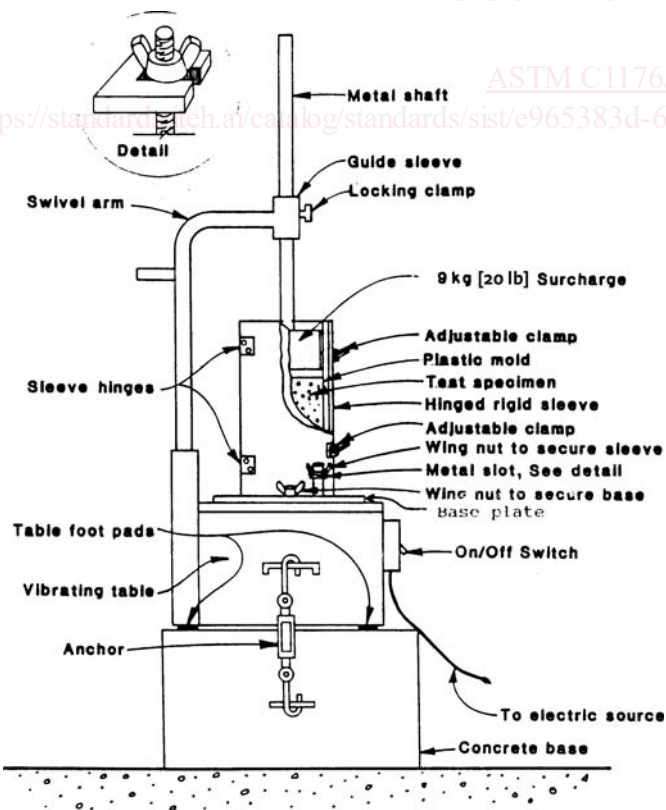 ASTM C1176
ps://standards.iteh.ai/catalog/standards/sist/e965383d-6
Detail
Metal shaft
Guide sleeve
Locking clamp
Swivel arm
9 kg [20 lb] Surcharge
Adjustable clamp
Plastic mold
Test specimen
Sleeve hinges
Hinged rigid sleeve
Adjustable clamp
Wing nut to secure sleeve
Metal slot, See detail
Wing nut to secure base
Base plate
Table foot pads
On/Off Switch
Vibrating table
Anchor
To electric source
Concrete base